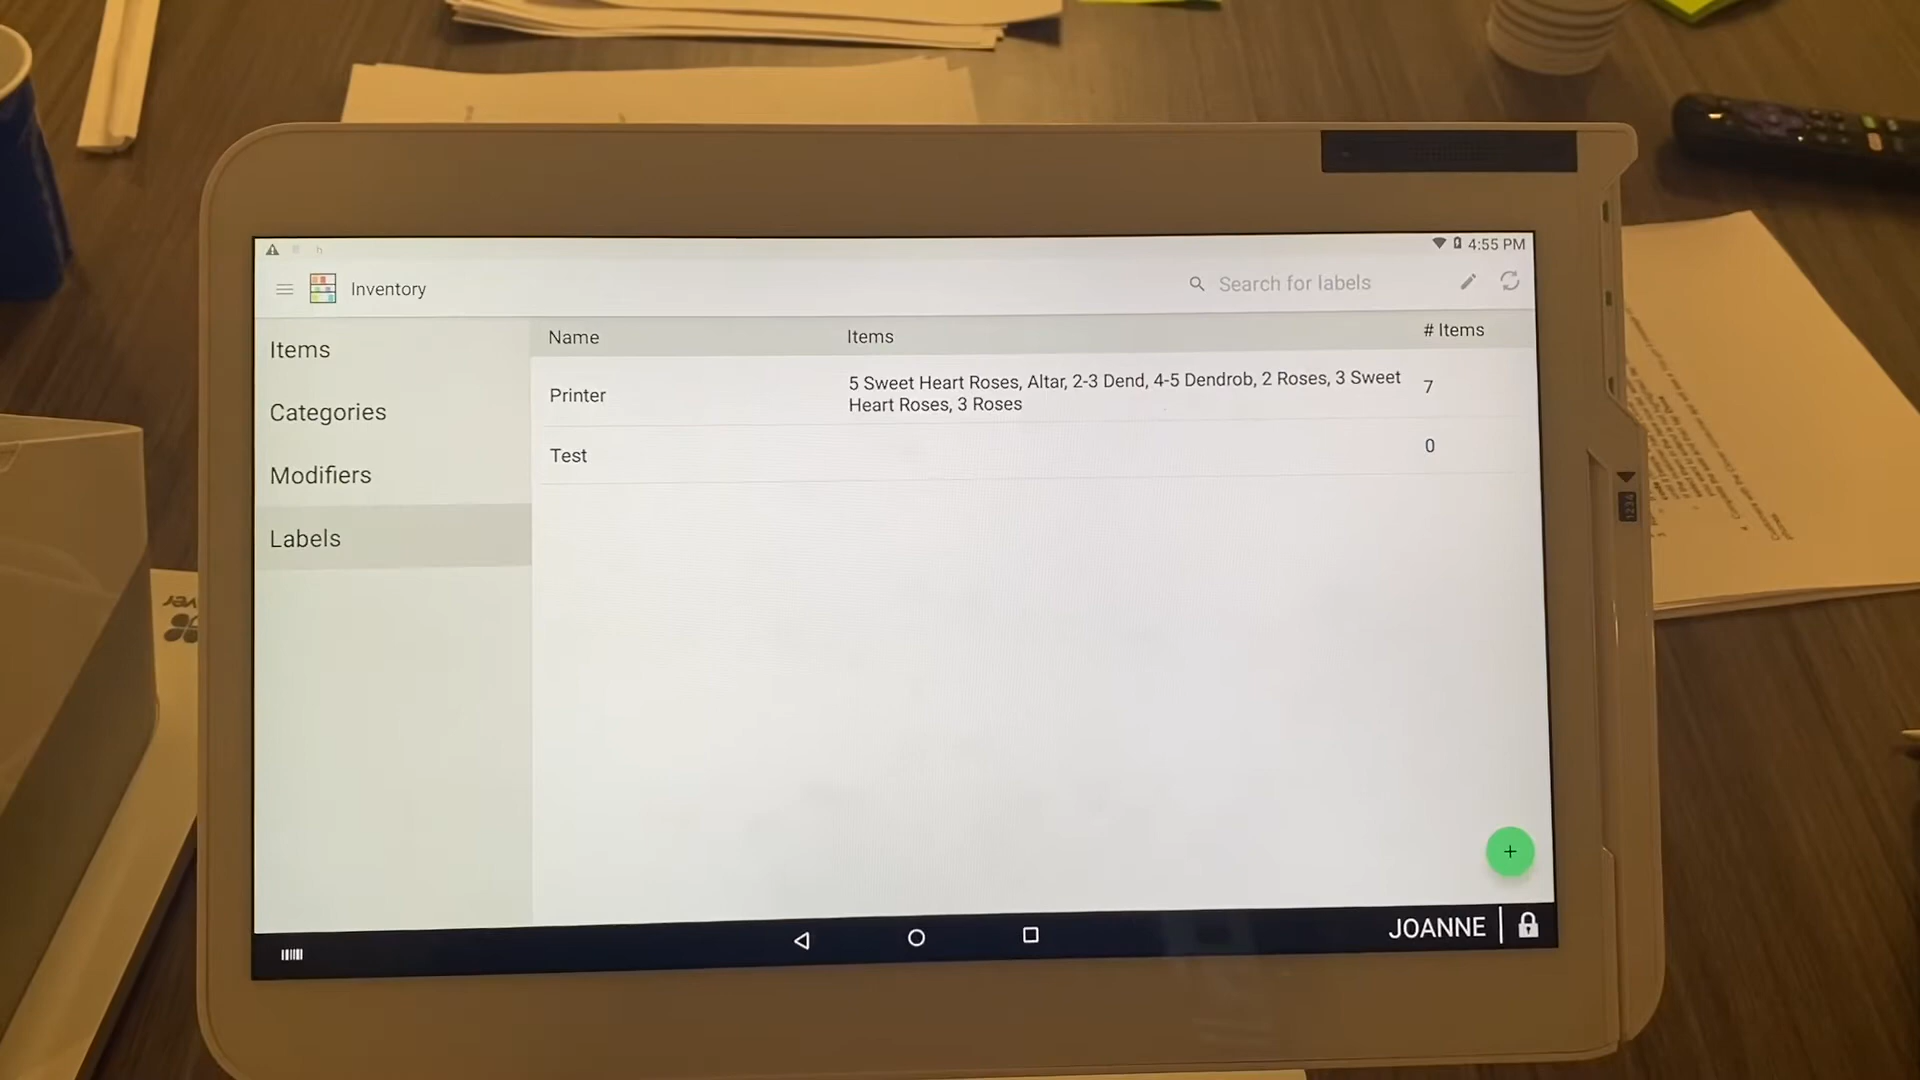 4:55 PM
Inventory
Search for labels
Items
Categories
Modifiers
Labels
Name
Items
# Items
Printer
5 Sweet Heart Roses, Altar, 2-3 Dend, 4-5 Dendrob, 2 Roses, 3 Sweet
Heart Roses, 3 Roses
7
Test
0
JOANNE
1234